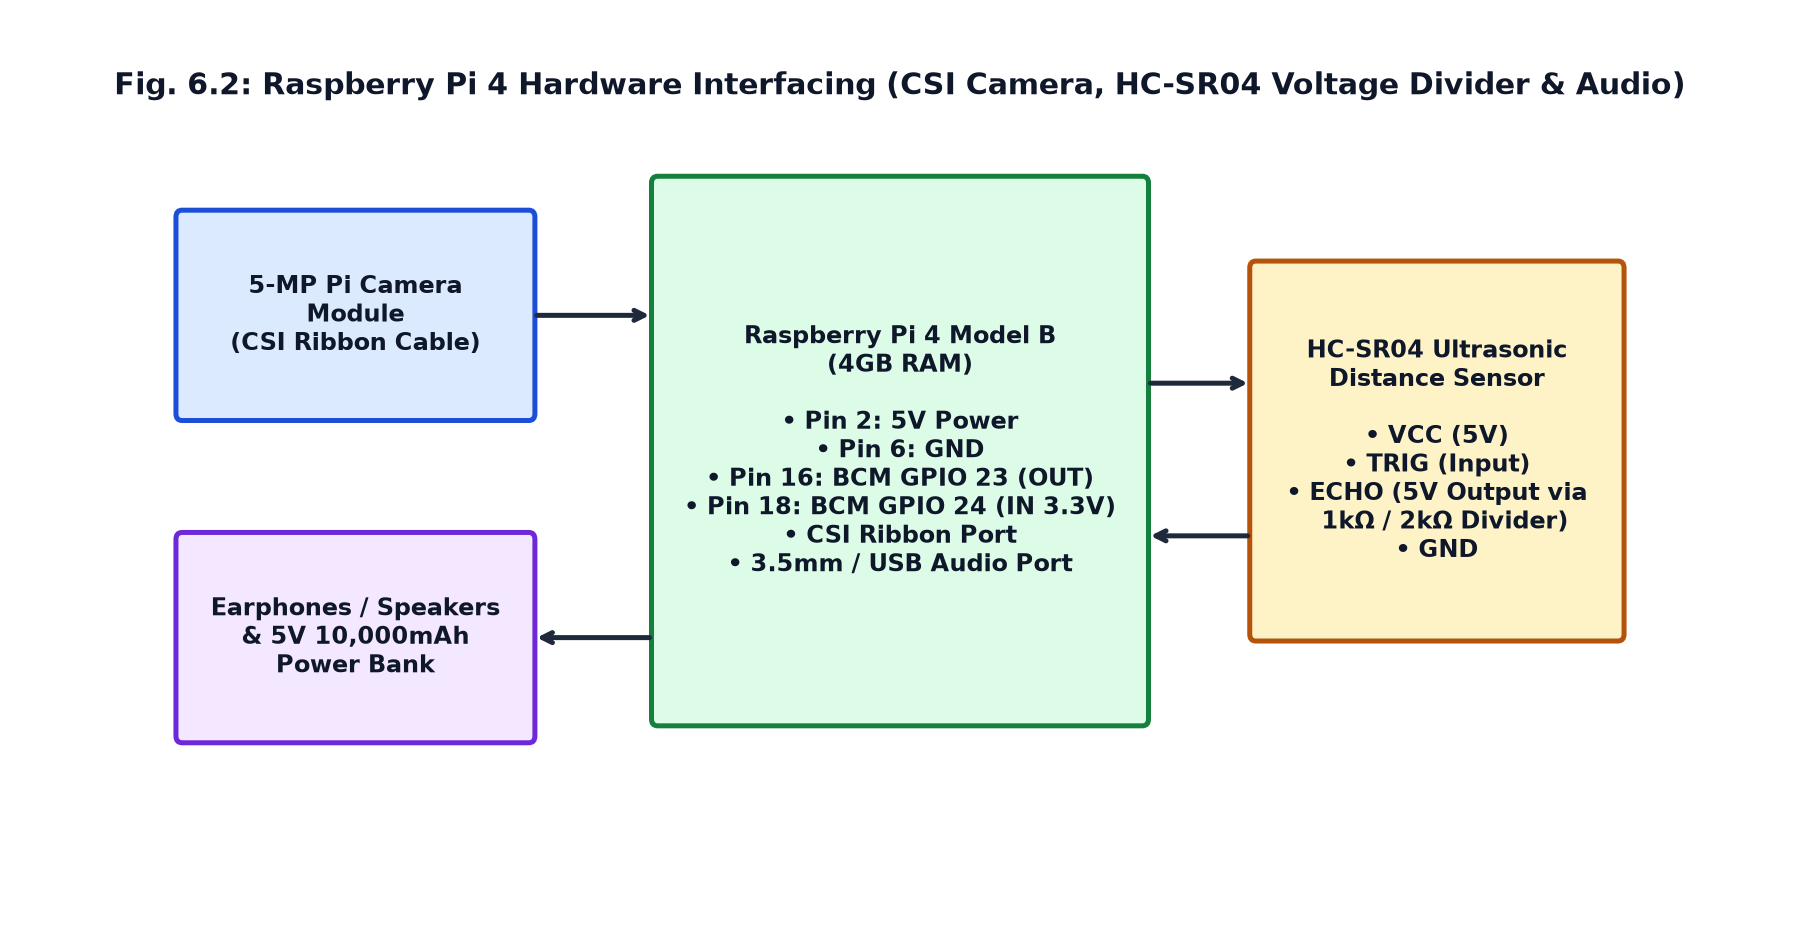 Fig. 6.2: Raspberry Pi 4 Hardware Interfacing (CSI Camera, HC-SR04 Voltage Divider & Audio)
5-MP Pi Camera
Module
(CSI Ribbon Cable)
Earphones / Speakers
& 5V 10,000mAh
Power Bank
Raspberry Pi 4 Model B
(4GB RAM)
• Pin 2: 5V Power
• Pin 6: GND
• Pin 16: BCM GPIO 23 (OUT)
• Pin 18: BCM GPIO 24 (IN 3.3V)
• CSI Ribbon Port
• 3.5mm / USB Audio Port
HC-SR04 Ultrasonic
Distance Sensor
• VCC (5V)
• TRIG (Input)
• ECHO (5V Output via
1kΩ / 2kΩ Divider)
• GND